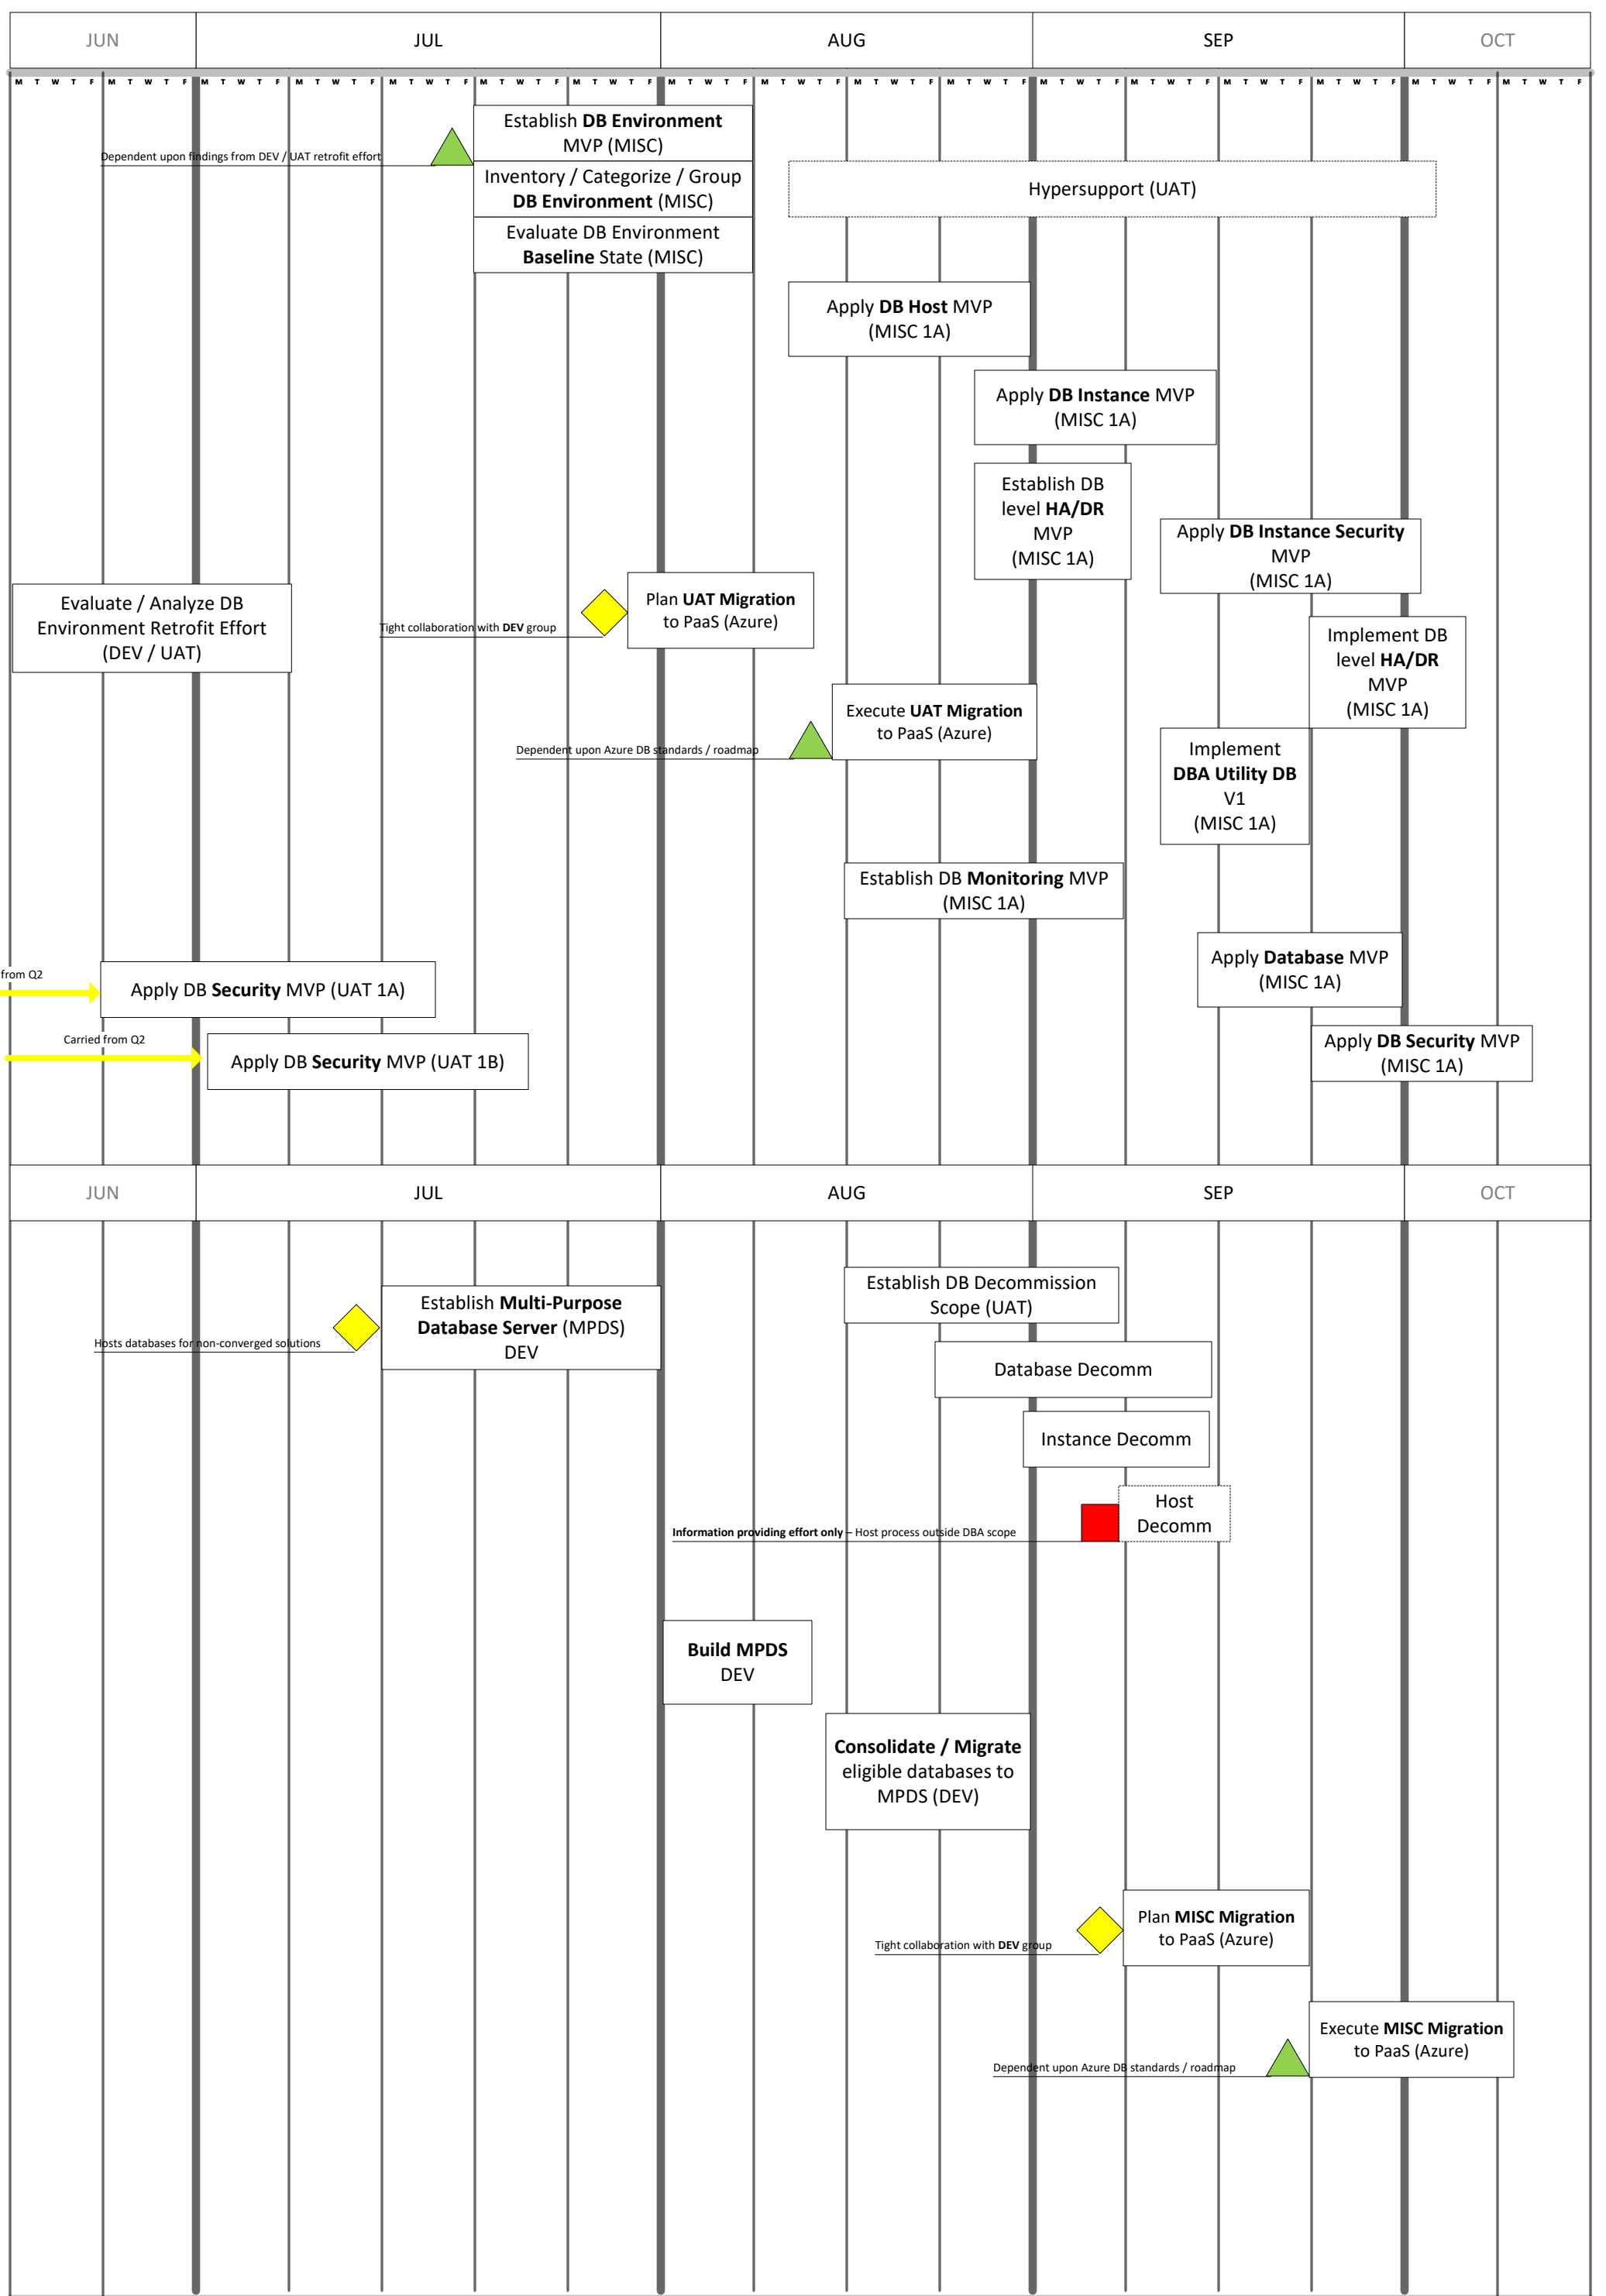 JUN JUL AUG SEP OCT
M T W T F M T W T F M T W T F M T W T F M T W T F M T W T F M T W T F M T W T F M T W T F M T W T F M T W T F M T W T F M T W T F M T W T F M T W T F M T W T F M T W T F
Establish DB Environment
MVP (MISC)
Dependent upon findings from DEV / UAT retrofit effort
Inventory / Categorize / Group
DB Environment (MISC)
Hypersupport (UAT)
Evaluate DB Environment
Baseline State (MISC)
Apply DB Host MVP
(MISC 1A)
Apply DB Instance MVP
(MISC 1A)
Establish DB
level HA/DR
MVP
(MISC 1A)
Apply DB Instance Security
MVP
(MISC 1A)
Evaluate / Analyze DB
Environment Retrofit Effort
(DEV / UAT)
Tight collaboration with DEV group
Plan UAT Migration
to PaaS (Azure)
Implement DB
level HA/DR
MVP
(MISC 1A)
Execute UAT Migration
to PaaS (Azure)
Dependent upon Azure DB standards / roadmap
Implement
DBA Utility DB
V1
(MISC 1A)
Establish DB Monitoring MVP
(MISC 1A)
Apply Database MVP
(MISC 1A)
from Q2
Apply DB Security MVP (UAT 1A)
Carried from Q2
Apply DB Security MVP (UAT 1B)
Apply DB Security MVP
(MISC 1A)
JUN JUL AUG SEP OCT
Establish DB Decommission
Scope (UAT)
Establish Multi-Purpose
Database Server (MPDS)
DEV
Hosts databases for non-converged solutions
Database Decomm
Instance Decomm
Host
Decomm
Information providing effort only – Host process outside DBA scope
Build MPDS
DEV
Consolidate / Migrate
eligible databases to
MPDS (DEV)
Plan MISC Migration
to PaaS (Azure)
Tight collaboration with DEV group
Execute MISC Migration
to PaaS (Azure)
Dependent upon Azure DB standards / roadmap